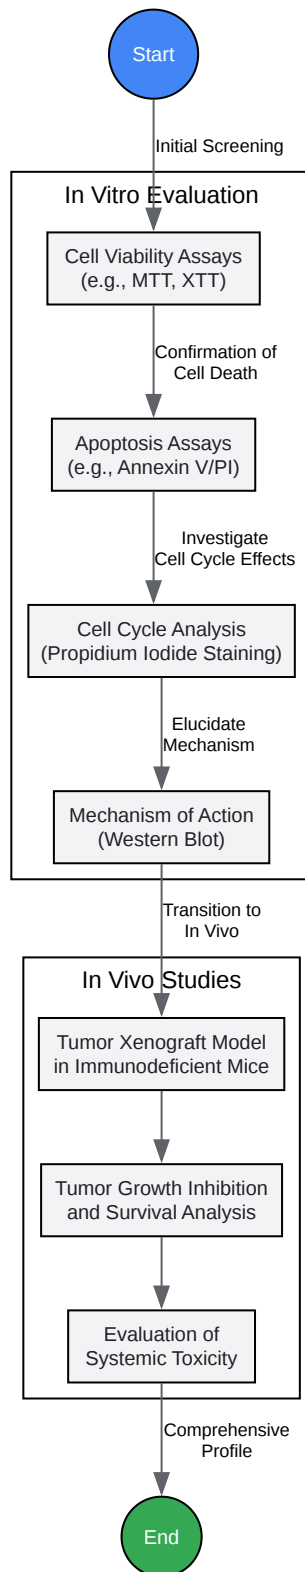 Start
Initial Screening
In Vitro Evaluation
Cell Viability Assays
(e.g., MTT, XTT)
Confirmation of
Cell Death
Apoptosis Assays
(e.g., Annexin V/PI)
Investigate
Cell Cycle Effects
Cell Cycle Analysis
(Propidium Iodide Staining)
Elucidate
Mechanism
Mechanism of Action
(Western Blot)
Transition to
In Vivo
In Vivo Studies
Tumor Xenograft Model
in Immunodeficient Mice
Tumor Growth Inhibition
and Survival Analysis
Evaluation of
Systemic Toxicity
Comprehensive
Profile
End